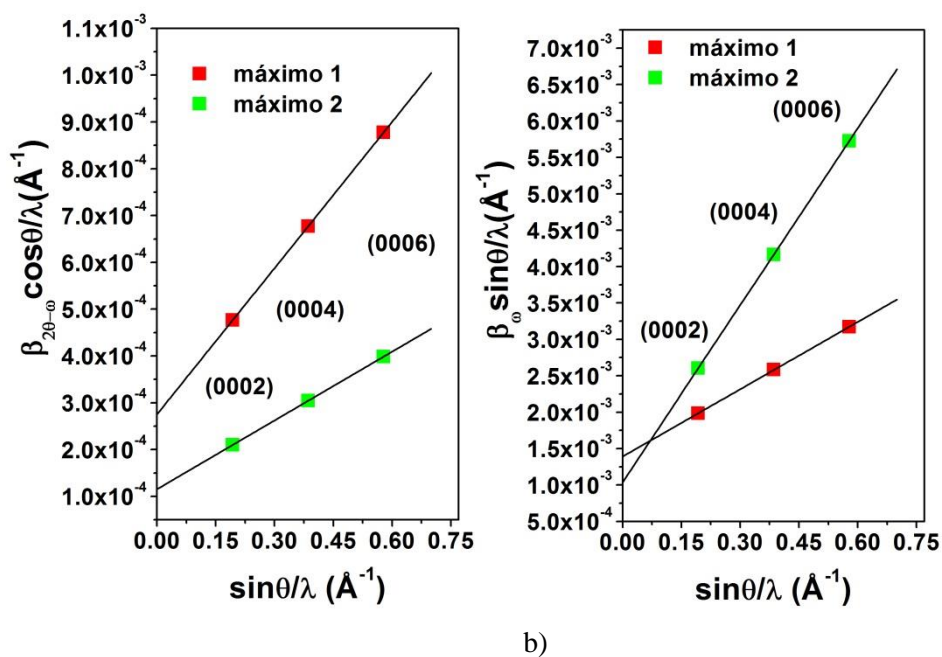 1.1x10⁻³
1.0x10⁻³
9.0x10⁻⁴
8.0x10⁻⁴
7.0x10⁻⁴
6.0x10⁻⁴
5.0x10⁻⁴
4.0x10⁻⁴
3.0x10⁻⁴
2.0x10⁻⁴
1.0x10⁻⁴
β2θ−ω cosθ/λ(Å⁻¹)
máximo 1
máximo 2
(0006)
(0004)
(0002)
0.00 0.15 0.30 0.45 0.60 0.75
sinθ/λ (Å⁻¹)
7.0x10⁻³
6.5x10⁻³
6.0x10⁻³
5.5x10⁻³
5.0x10⁻³
4.5x10⁻³
4.0x10⁻³
3.5x10⁻³
3.0x10⁻³
2.5x10⁻³
2.0x10⁻³
1.5x10⁻³
1.0x10⁻³
5.0x10⁻⁴
βω sinθ/λ(Å⁻¹)
máximo 1
máximo 2
(0006)
(0004)
(0002)
0.00 0.15 0.30 0.45 0.60 0.75
sinθ/λ (Å⁻¹)
b)